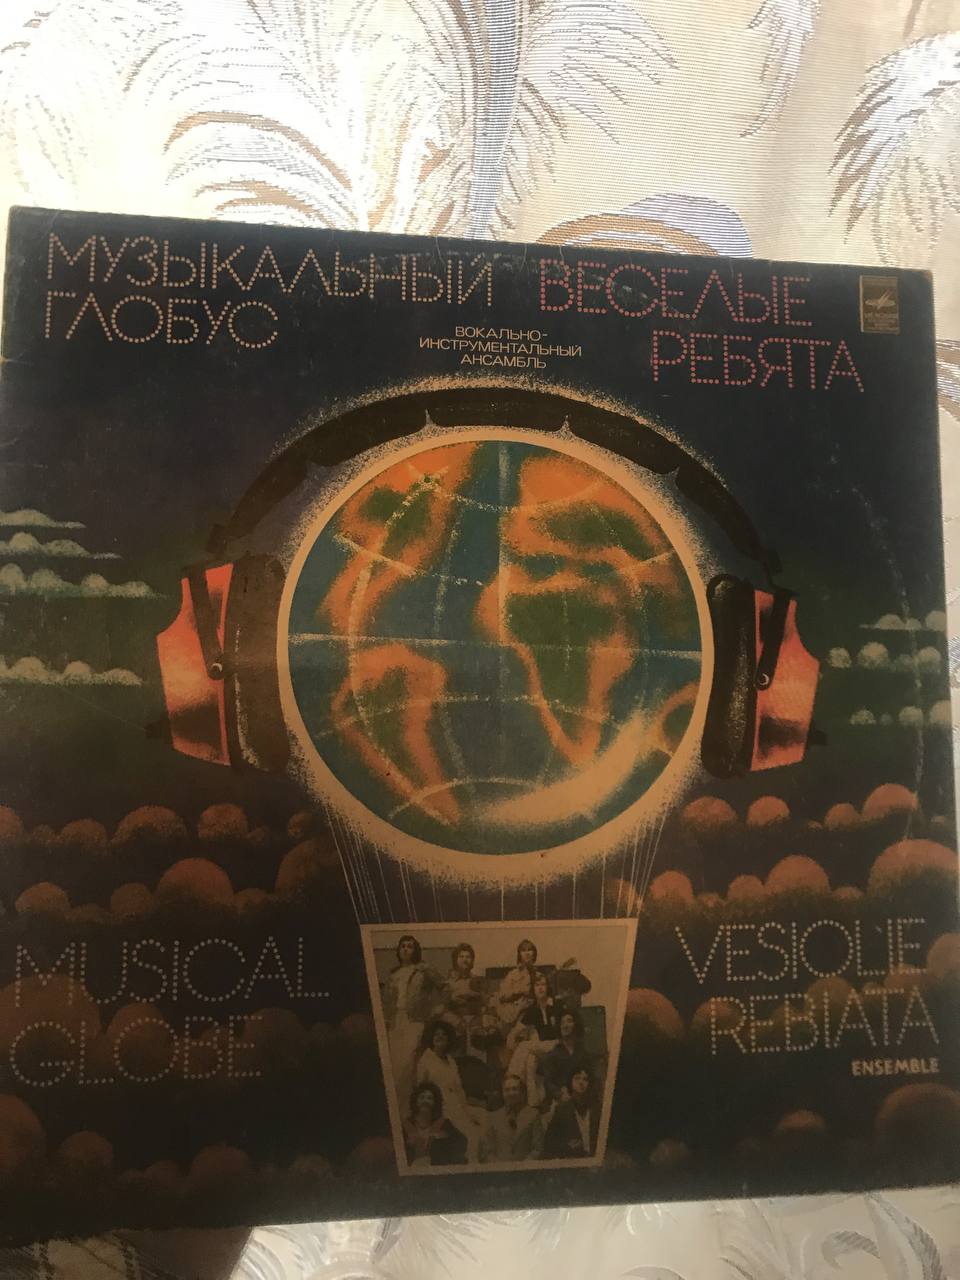 МУЗЫКАЛЬНЫЙ
ГЛОБУС
ВЕСЕЛЫЕ
РЕБЯТА
ВОКАЛЬНО-
ИНСТРУМЕНТАЛЬНЫЙ
АНСАМБЛЬ
MUSICAL
GLOBE
VESIOLIE
REBIATA
ENSEMBLE